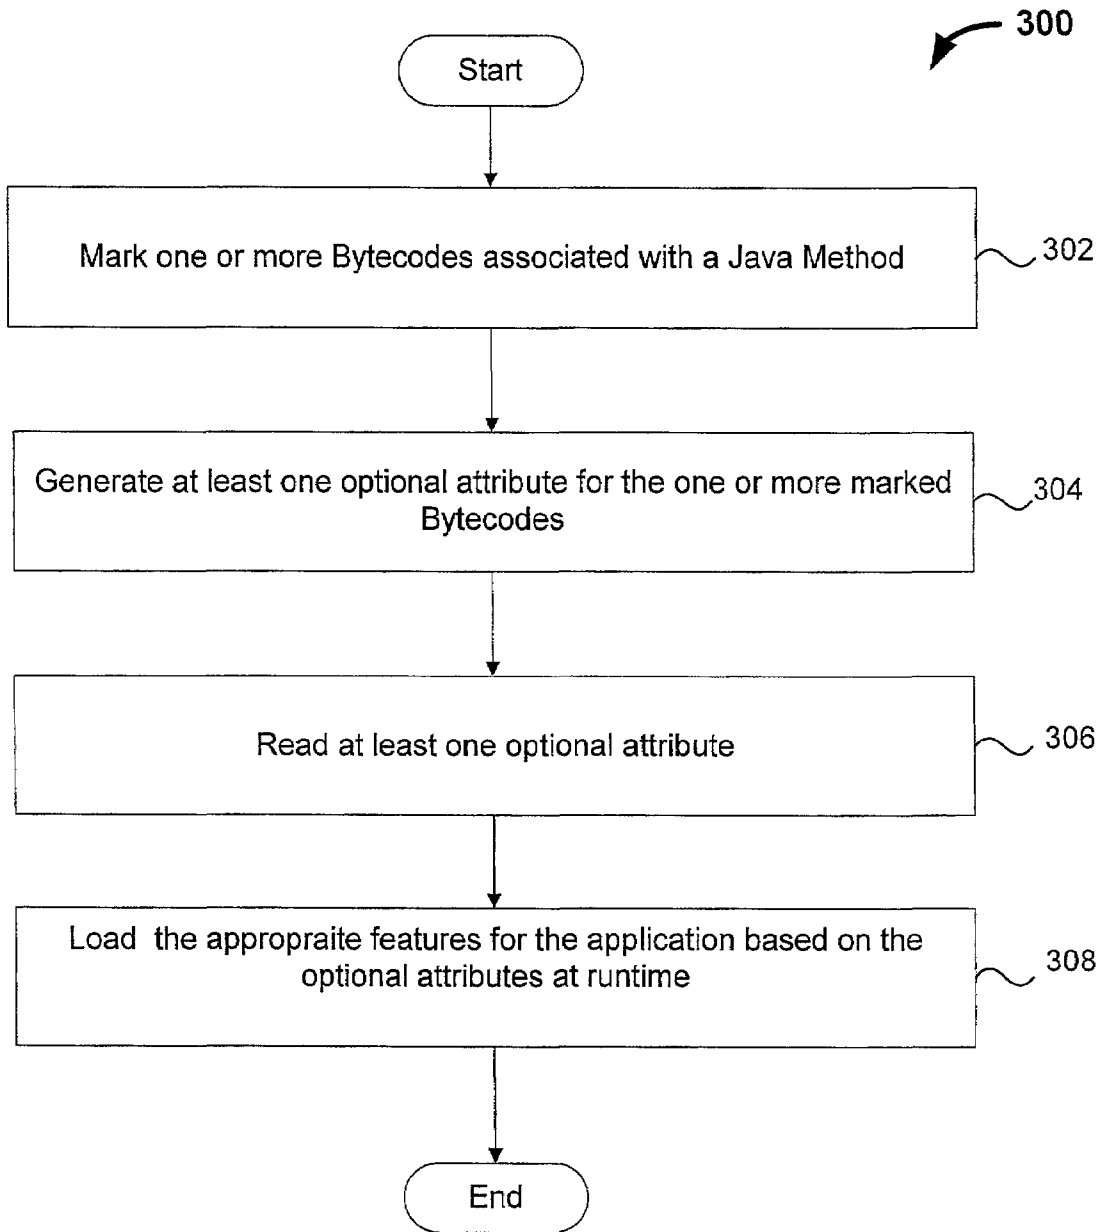 300
Start
Mark one or more Bytecodes associated with a Java Method
302
Generate at least one optional attribute for the one or more marked
Bytecodes
304
Read at least one optional attribute
306
Load the appropraite features for the application based on the
optional attributes at runtime
308
End